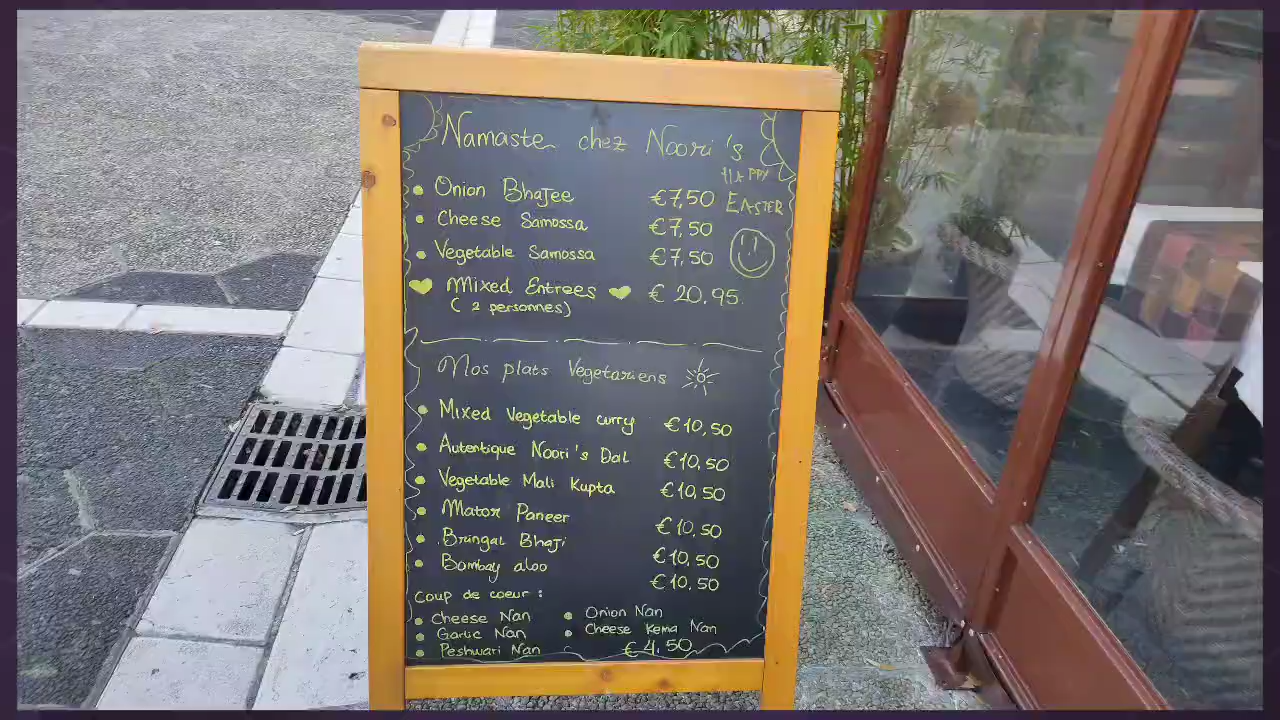 Namaste chez Noori's
HAPPY
EASTER
• Onion BhaJee €7,50
• Cheese Samossa €7,50
• Vegetable Samossa €7,50
♥ Mixed Entrees ♥ € 20,95
( 2 personnes)
Mos plats Vegetariens
• Mixed Vegetable curry €10,50
• Autentique Noori's Dal €10,50
• Vegetable Mali Kupta €10,50
• Mator Paneer €10,50
• Bringal Bhaji €10,50
• Bombay aloo €10,50
Coup de coeur :
• Cheese Nan • Onion Nan
• Garlic Nan • Cheese Kema Nan
• Peshwari Nan € 4,50